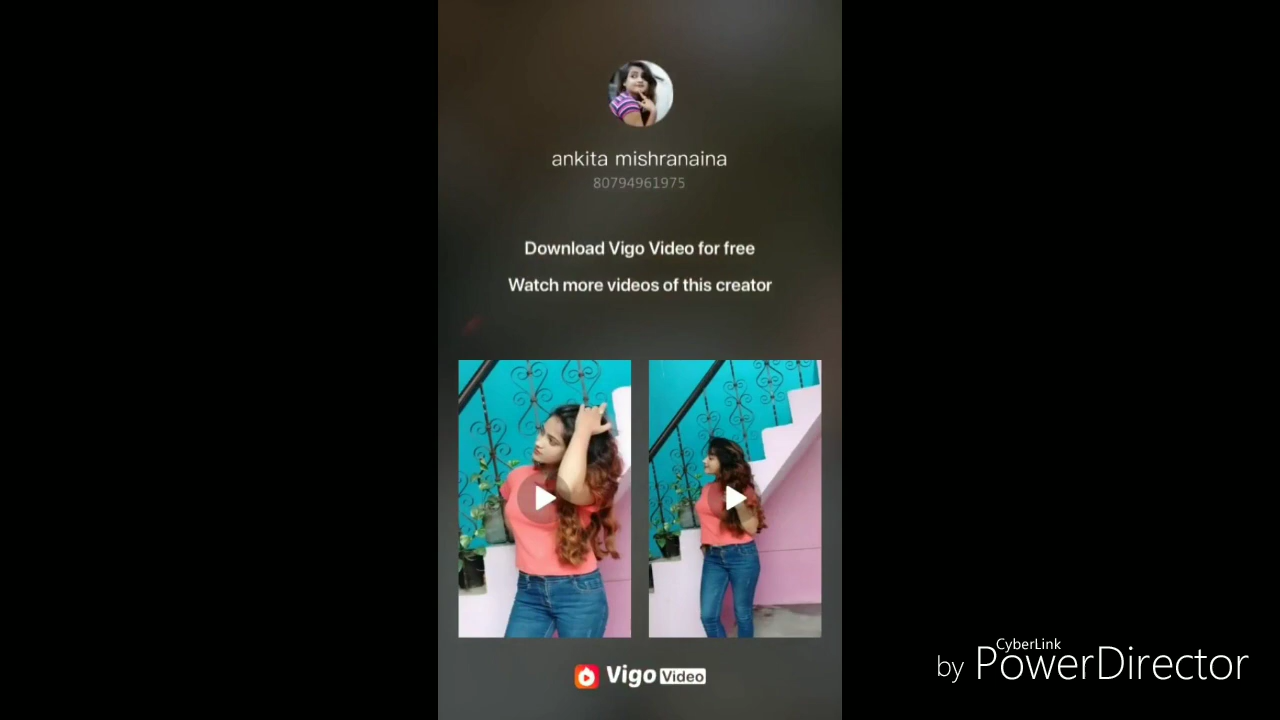 ankita mishranaina
80794961975
Download Vigo Video for free
Watch more videos of this creator
Vigo Video
CyberLink
by PowerDirector